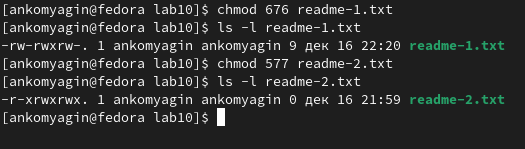 [ankomyagin@fedora lab10]$ chmod 676 readme-1.txt
[ankomyagin@fedora lab10]$ ls -l readme-1.txt
-rw-rwxrw-. 1 ankomyagin ankomyagin 9 дек 16 22:20 readme-1.txt
[ankomyagin@fedora lab10]$ chmod 577 readme-2.txt
[ankomyagin@fedora lab10]$ ls -l readme-2.txt
-r-xrwxrwx. 1 ankomyagin ankomyagin 0 дек 16 21:59 readme-2.txt
[ankomyagin@fedora lab10]$